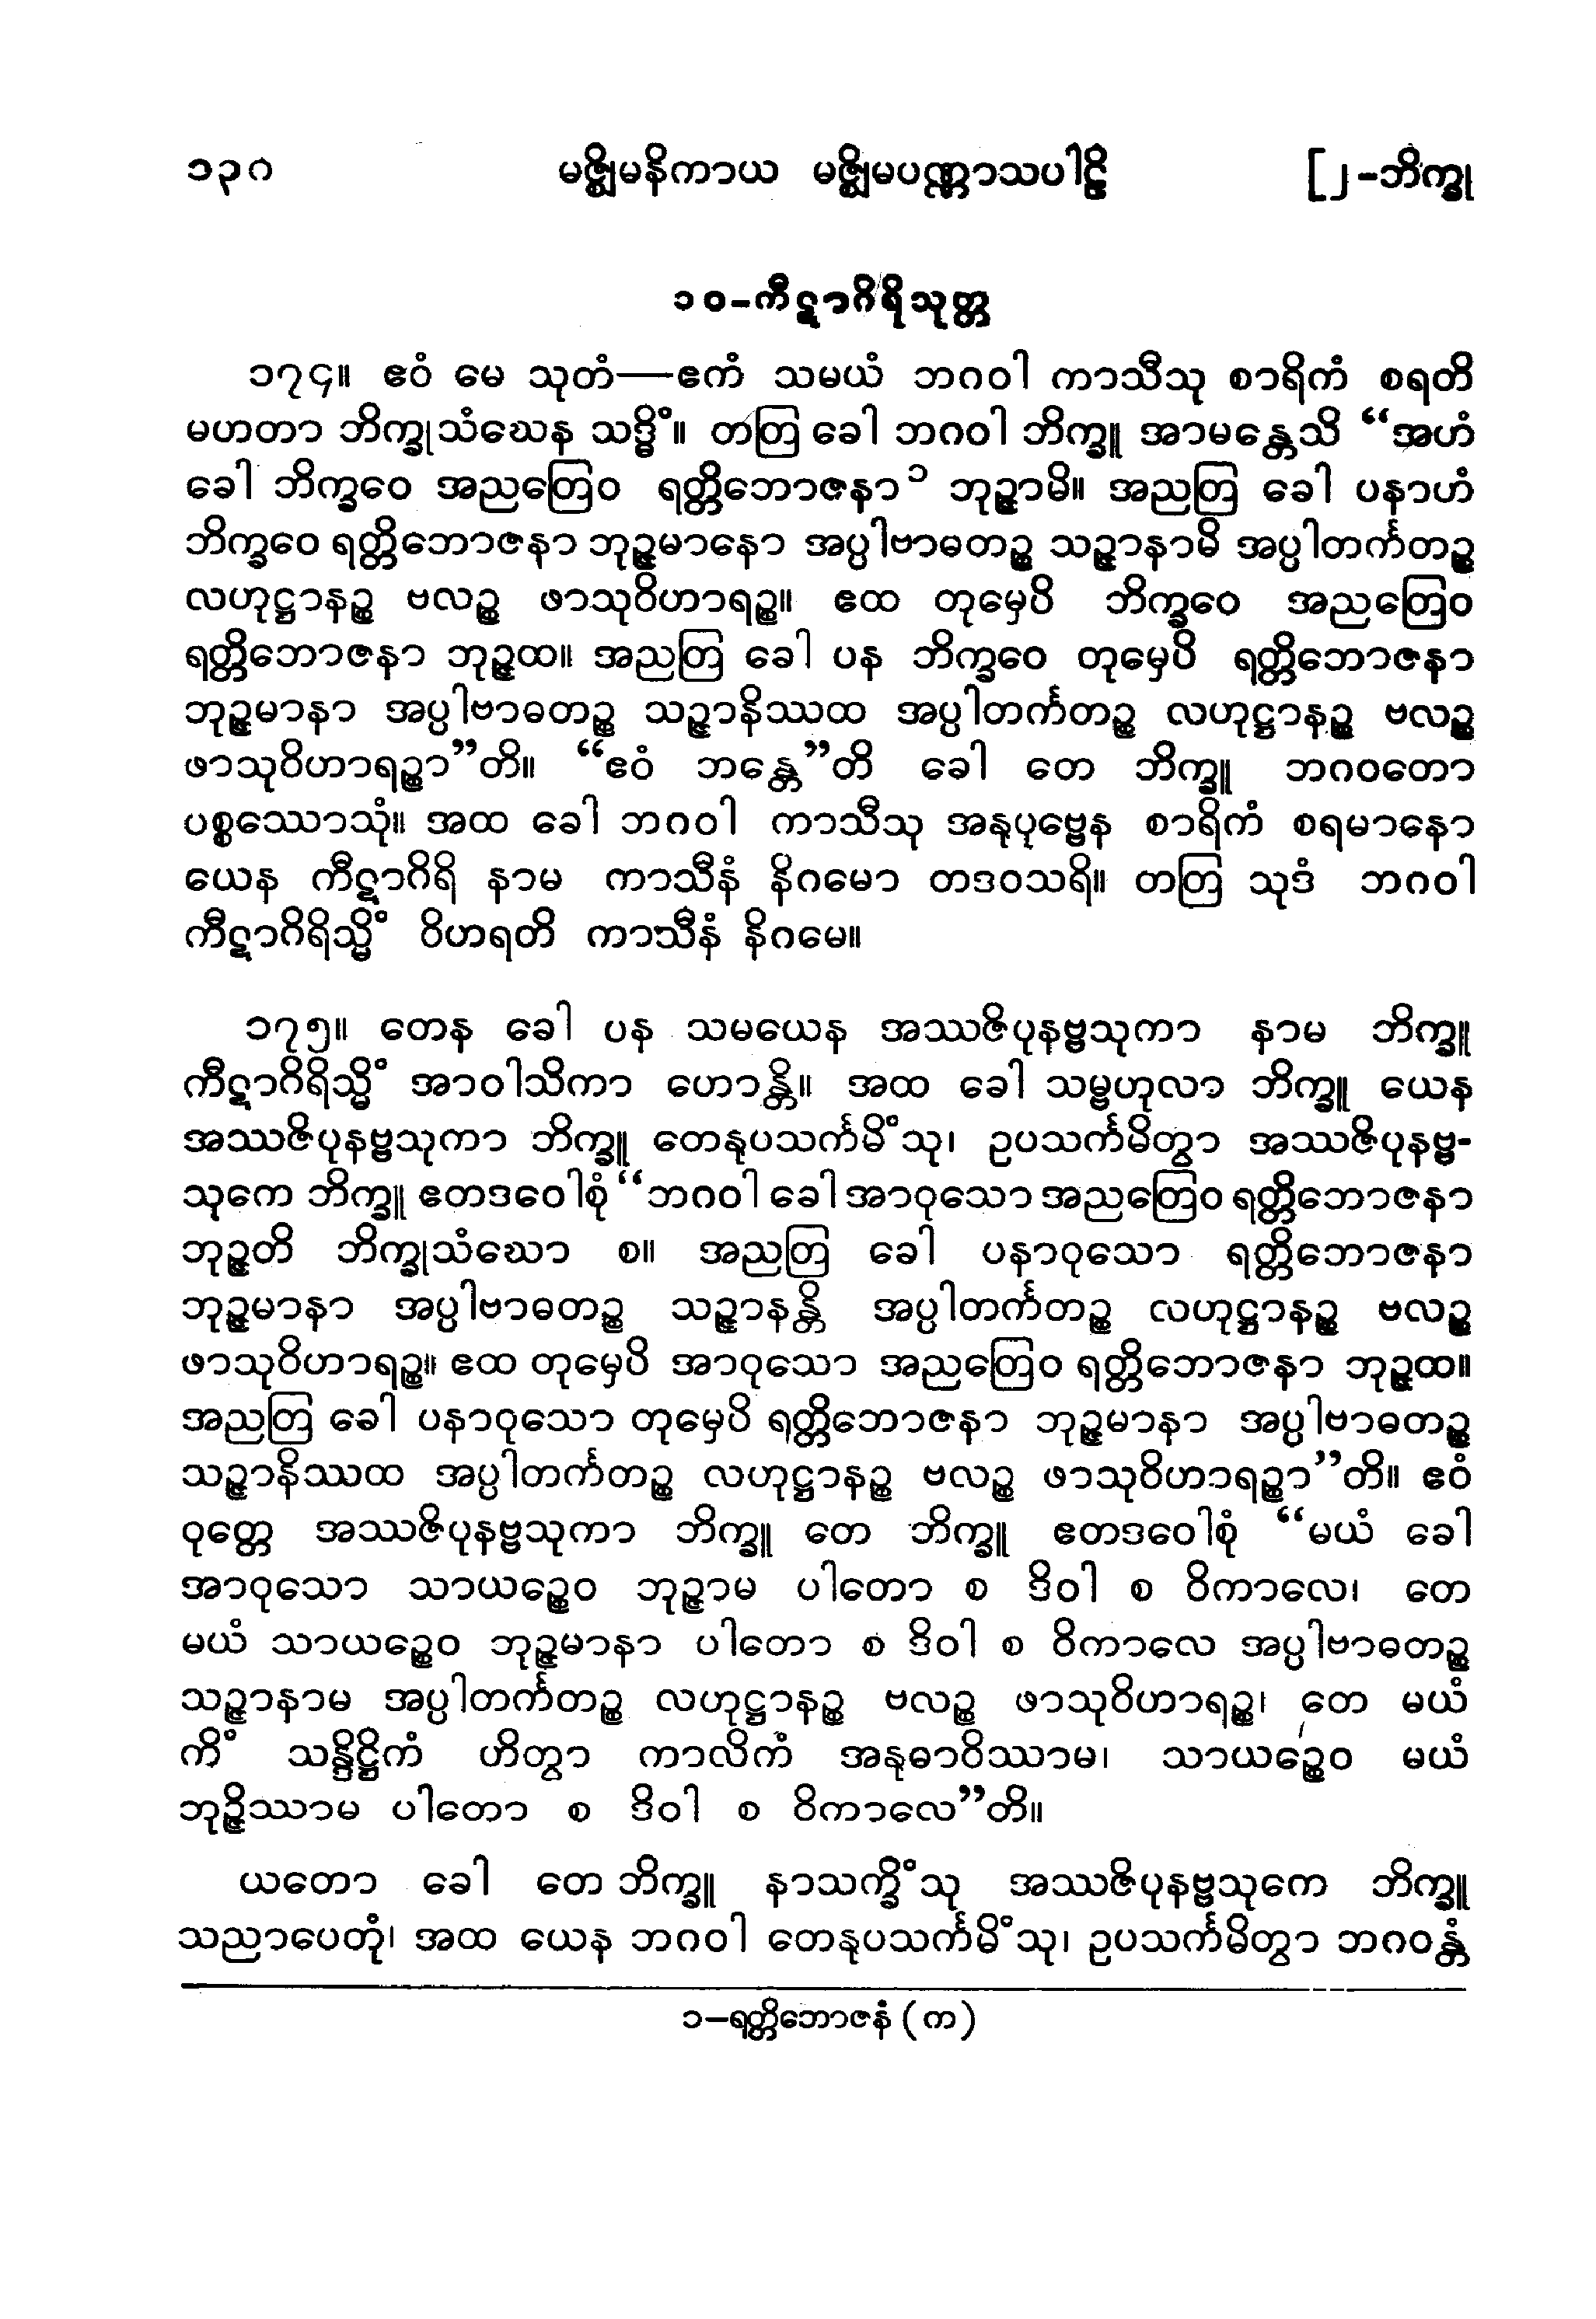 ၁၃၈ မဇ္ဈိမနိကာယ မဇ္ဈိမပဏ္ဏာသပါဠိ [၂-ဘိက္ခု
၁၀-ကီဋာဂိရိသုတ္တ
၁၇၄။ ဧဝံ မေ သုတံ—ဧကံ သမယံ ဘဂဝါ ကာသီသု စာရိကံ စရတိ
မဟတာ ဘိက္ခုသံဃေန သဒ္ဓိံ။ တတြ ခေါ ဘဂဝါ ဘိက္ခူ အာမန္တေသိ “အဟံ
ခေါ ဘိက္ခဝေ အညတြေဝ ရတ္တိဘောဇနာ ၁ ဘုဉ္ဇာမိ။ အညတြ ခေါ ပနာဟံ
ဘိက္ခဝေ ရတ္တိဘောဇနာ ဘုဉ္ဇမာနော အပ္ပါဗာဓတဉ္စ သဉ္ဇာနာမိ အပ္ပါတင်္ကတဉ္စ
လဟုဋ္ဌာနဉ္စ ဗလဉ္စ ဖာသုဝိဟာရဉ္စ။ ဧထ တုမှေပိ ဘိက္ခဝေ အညတြေဝ
ရတ္တိဘောဇနာ ဘုဉ္ဇထ။ အညတြ ခေါ ပန ဘိက္ခဝေ တုမှေပိ ရတ္တိဘောဇနာ
ဘုဉ္ဇမာနာ အပ္ပါဗာဓတဉ္စ သဉ္ဇာနိဿထ အပ္ပါတင်္ကတဉ္စ လဟုဋ္ဌာနဉ္စ ဗလဉ္စ
ဖာသုဝိဟာရဉ္စာ”တိ။ “ဧဝံ ဘန္တေ”တိ ခေါ တေ ဘိက္ခူ ဘဂဝတော
ပစ္စဿောသုံ။ အထ ခေါ ဘဂဝါ ကာသီသု အနုပုဗ္ဗေန စာရိကံ စရမာနော
ယေန ကီဋာဂိရိ နာမ ကာသီနံ နိဂမော တဒဝသရိ။ တတြ သုဒံ ဘဂဝါ
ကီဋာဂိရိသ္မိံ ဝိဟရတိ ကာသီနံ နိဂမေ။
၁၇၅။ တေန ခေါ ပန သမယေန အဿဇိပုနဗ္ဗသုကာ နာမ ဘိက္ခူ
ကီဋာဂိရိသ္မိံ အာဝါသိကာ ဟောန္တိ။ အထ ခေါ သမ္ဗဟုလာ ဘိက္ခူ ယေန
အဿဇိပုနဗ္ဗသုကာ ဘိက္ခူ တေနုပသင်္ကမိံသု၊ ဥပသင်္ကမိတွာ အဿဇိပုနဗ္ဗ-
သုကေ ဘိက္ခူ ဧတဒဝေါစုံ “ဘဂဝါ ခေါ အာဝုသော အညတြေဝ ရတ္တိဘောဇနာ
ဘုဉ္ဇတိ ဘိက္ခုသံဃော စ။ အညတြ ခေါ ပနာဝုသော ရတ္တိဘောဇနာ
ဘုဉ္ဇမာနာ အပ္ပါဗာဓတဉ္စ သဉ္ဇာနန္တိ အပ္ပါတင်္ကတဉ္စ လဟုဋ္ဌာနဉ္စ ဗလဉ္စ
ဖာသုဝိဟာရဉ္စ။ ဧထ တုမှေပိ အာဝုသော အညတြေဝ ရတ္တိဘောဇနာ ဘုဉ္ဇထ။
အညတြ ခေါ ပနာဝုသော တုမှေပိ ရတ္တိဘောဇနာ ဘုဉ္ဇမာနာ အပ္ပါဗာဓတဉ္စ
သဉ္ဇာနိဿထ အပ္ပါတင်္ကတဉ္စ လဟုဋ္ဌာနဉ္စ ဗလဉ္စ ဖာသုဝိဟာရဉ္စာ”တိ။ ဧဝံ
ဝုတ္တေ အဿဇိပုနဗ္ဗသုကာ ဘိက္ခူ တေ ဘိက္ခူ ဧတဒဝေါစုံ “မယံ ခေါ
အာဝုသော သာယဉ္စေဝ ဘုဉ္ဇာမ ပါတော စ ဒိဝါ စ ဝိကာလေ၊ တေ
မယံ သာယဉ္စေဝ ဘုဉ္ဇမာနာ ပါတော စ ဒိဝါ စ ဝိကာလေ အပ္ပါဗာဓတဉ္စ
သဉ္ဇာနာမ အပ္ပါတင်္ကတဉ္စ လဟုဋ္ဌာနဉ္စ ဗလဉ္စ ဖာသုဝိဟာရဉ္စ၊ တေ မယံ
ကိံ သန္ဒိဋ္ဌိကံ ဟိတွာ ကာလိကံ အနုဓာဝိဿာမ၊ သာယဉ္စေဝ မယံ
ဘုဉ္ဇိဿာမ ပါတော စ ဒိဝါ စ ဝိကာလေ”တိ။
ယတော ခေါ တေ ဘိက္ခူ နာသက္ခိံသု အဿဇိပုနဗ္ဗသုကေ ဘိက္ခူ
သညာပေတုံ၊ အထ ယေန ဘဂဝါ တေနုပသင်္ကမိံသု၊ ဥပသင်္ကမိတွာ ဘဂဝန္တံ
၁—ရတ္တိဘောဇနံ (က)